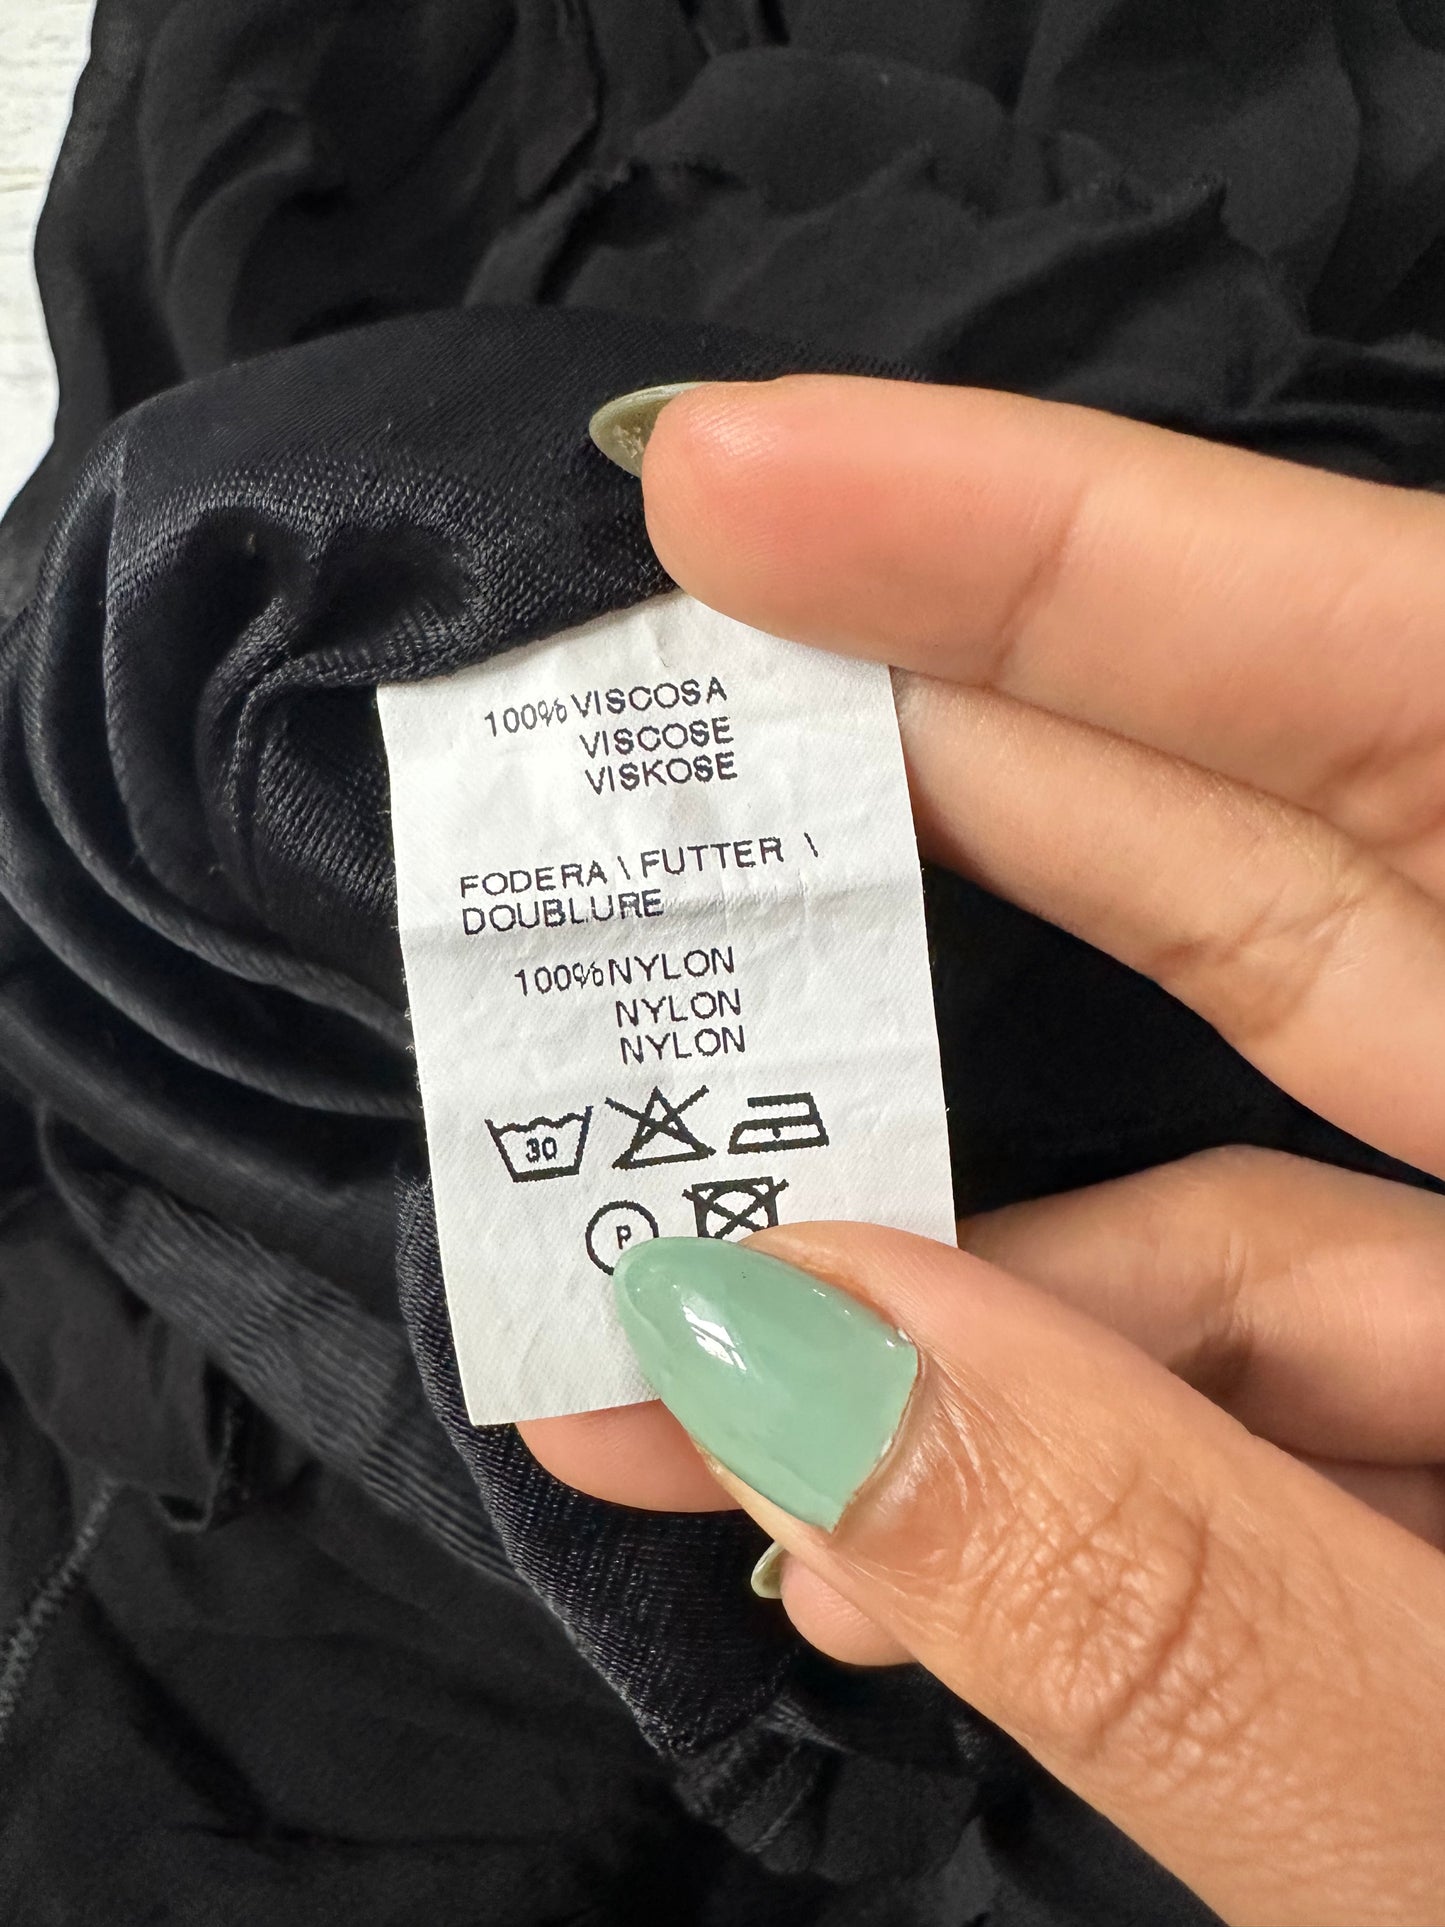 100% VISCOSA
VISCOSE
VISKOSE
FODERA \ FUTTER \
DOUBLURE
100% NYLON
NYLON
NYLON
30
P